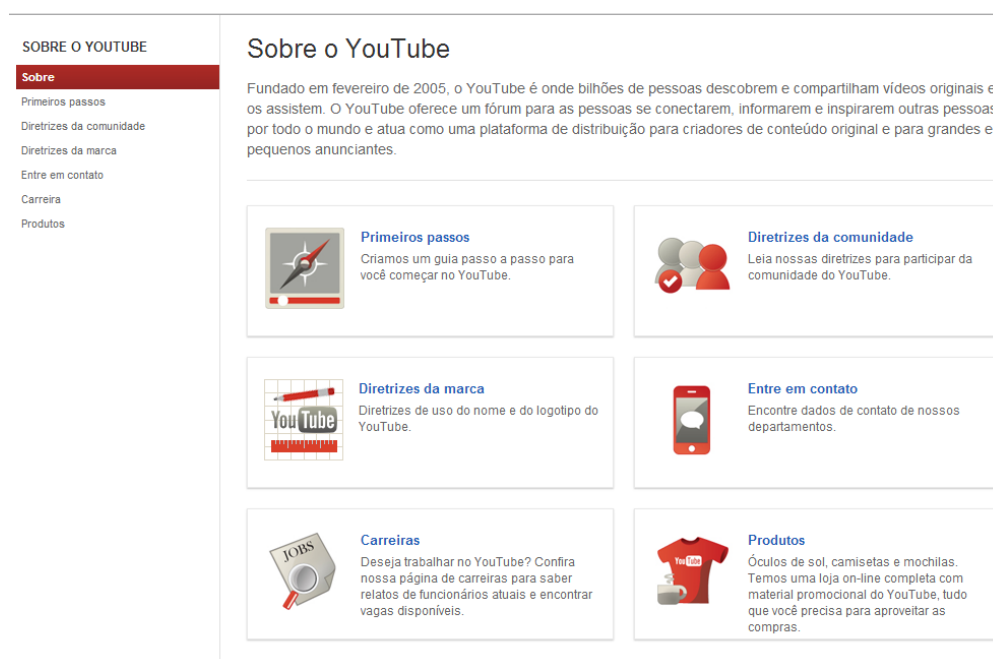 SOBRE O YOUTUBE
Sobre
Primeiros passos
Diretrizes da comunidade
Diretrizes da marca
Entre em contato
Carreira
Produtos
Sobre o YouTube
Fundado em fevereiro de 2005, o YouTube é onde bilhões de pessoas descobrem e compartilham vídeos originais e
os assistem. O YouTube oferece um fórum para as pessoas se conectarem, informarem e inspirarem outras pessoas
por todo o mundo e atua como uma plataforma de distribuição para criadores de conteúdo original e para grandes e
pequenos anunciantes.
Primeiros passos
Criamos um guia passo a passo para
você começar no YouTube.
Diretrizes da comunidade
Leia nossas diretrizes para participar da
comunidade do YouTube.
YouTube
Diretrizes da marca
Diretrizes de uso do nome e do logotipo do
YouTube.
Entre em contato
Encontre dados de contato de nossos
departamentos.
JOBS
Carreiras
Deseja trabalhar no YouTube? Confira
nossa página de carreiras para saber
relatos de funcionários atuais e encontrar
vagas disponíveis.
YouTube
Produtos
Óculos de sol, camisetas e mochilas.
Temos uma loja on-line completa com
material promocional do YouTube, tudo
que você precisa para aproveitar as
compras.